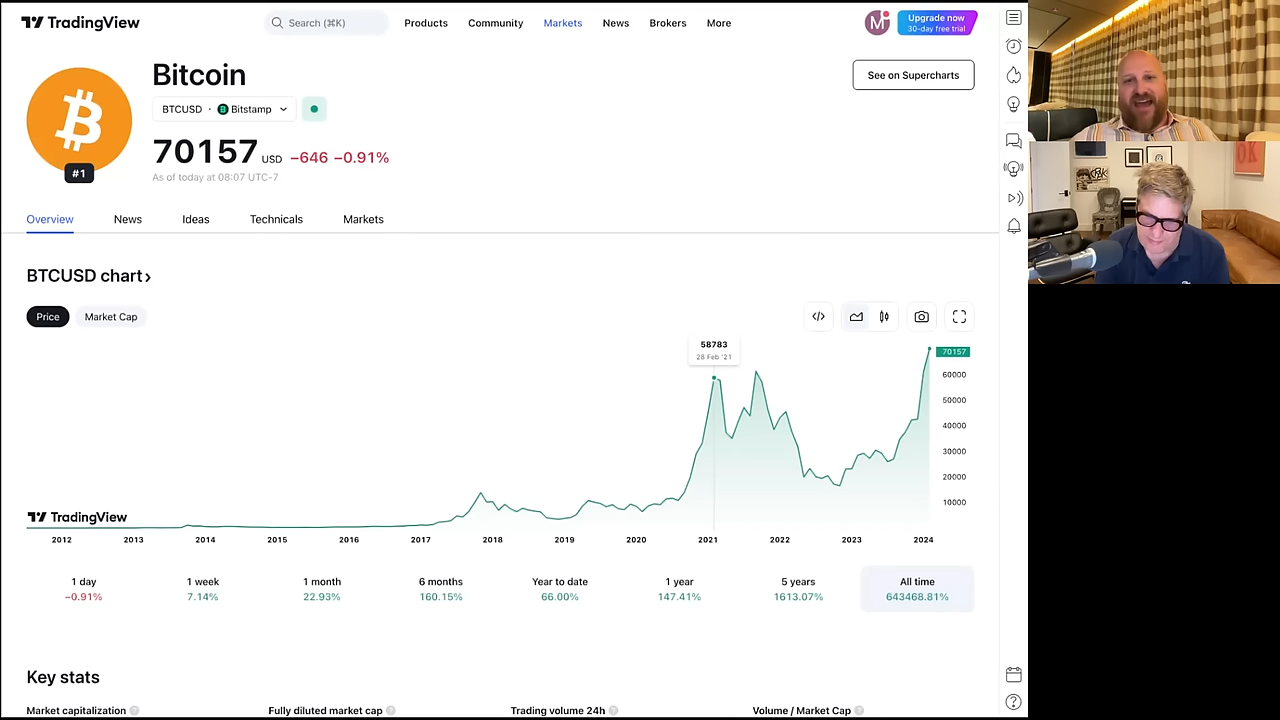 TradingView
Search (⌘K)
Products
Community
Markets
News
Brokers
More
M
Upgrade now
30-day free trial
Bitcoin
See on Supercharts
BTCUSD · B Bitstamp
70157 USD −646 −0.91%
#1
As of today at 08:07 UTC-7
Overview
News
Ideas
Technicals
Markets
BTCUSD chart ›
Price
Market Cap
58783
28 Feb '21
70157
60000
50000
40000
30000
20000
10000
TradingView
2012
2013
2014
2015
2016
2017
2018
2019
2020
2021
2022
2023
2024
1 day
−0.91%
1 week
7.14%
1 month
22.93%
6 months
160.15%
Year to date
66.00%
1 year
147.41%
5 years
1613.07%
All time
643468.81%
Key stats
Market capitalization ?
Fully diluted market cap ?
Trading volume 24h ?
Volume / Market Cap ?
OK